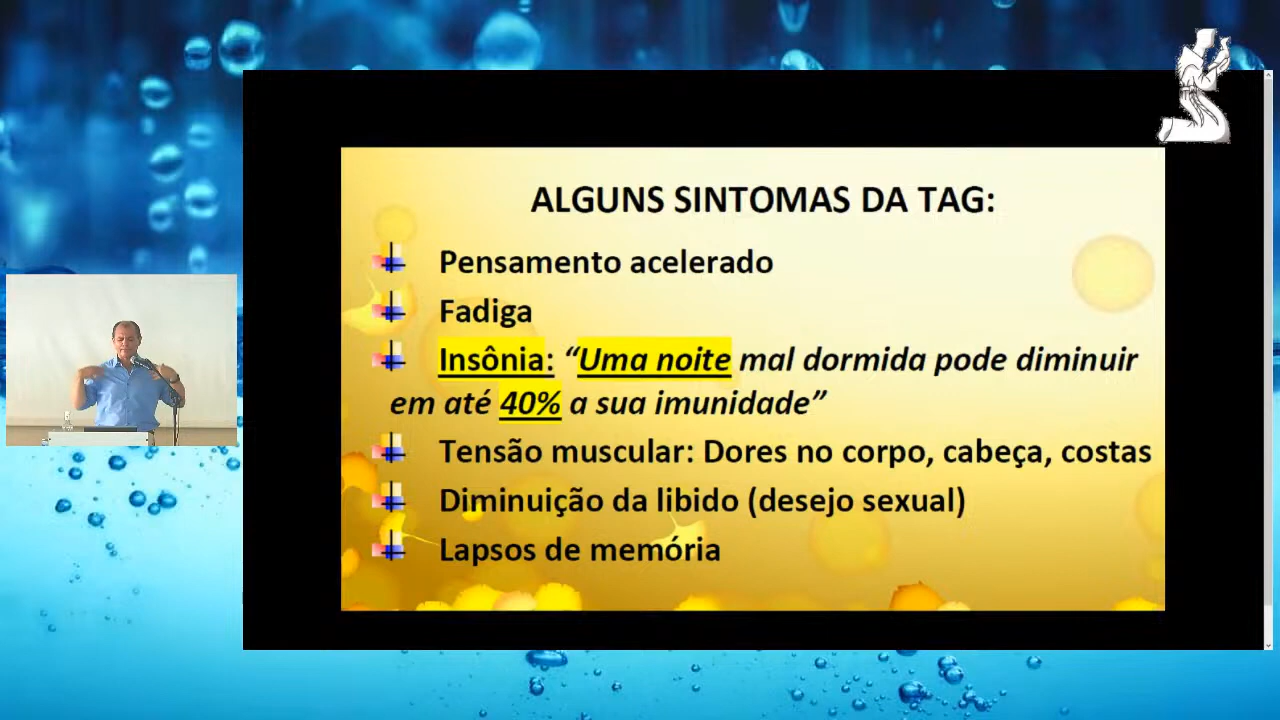 ALGUNS SINTOMAS DA TAG:
Pensamento acelerado
Fadiga
Insônia: “Uma noite mal dormida pode diminuir
em até 40% a sua imunidade”
Tensão muscular: Dores no corpo, cabeça, costas
Diminuição da libido (desejo sexual)
Lapsos de memória